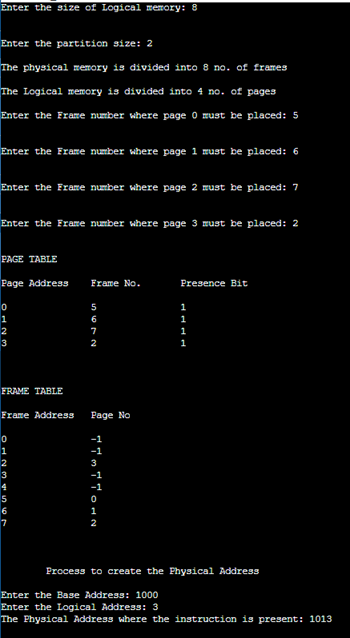 Enter the size of Logical memory: 8
Enter the partition size: 2
The physical memory is divided into 8 no. of frames
The Logical memory is divided into 4 no. of pages
Enter the Frame number where page 0 must be placed: 5
Enter the Frame number where page 1 must be placed: 6
Enter the Frame number where page 2 must be placed: 7
Enter the Frame number where page 3 must be placed: 2
PAGE TABLE
Page Address Frame No. Presence Bit
0 5 1
1 6 1
2 7 1
3 2 1
FRAME TABLE
Frame Address Page No
0 -1
1 -1
2 3
3 -1
4 -1
5 0
6 1
7 2
Process to create the Physical Address
Enter the Base Address: 1000
Enter the Logical Address: 3
The Physical Address where the instruction is present: 1013